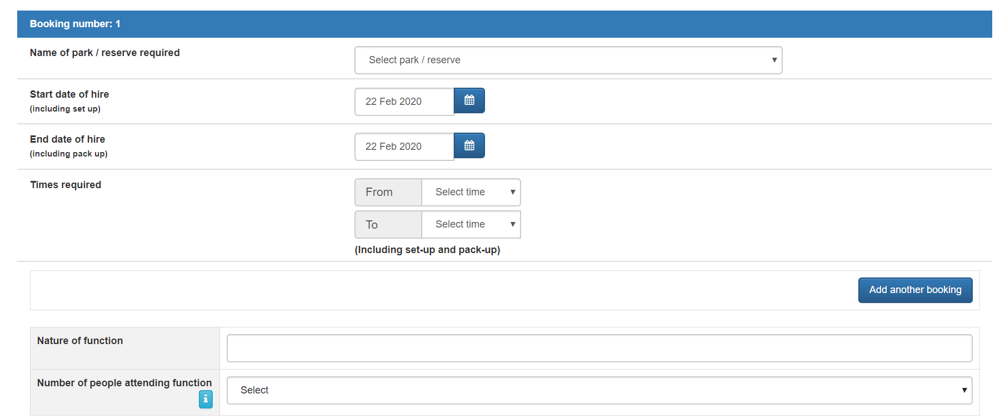 Booking number: 1
Name of park / reserve required
Select park / reserve
Start date of hire
(including set up)
22 Feb 2020
End date of hire
(including pack up)
22 Feb 2020
Times required
From
Select time
To
Select time
(Including set-up and pack-up)
Add another booking
Nature of function
Number of people attending function
i
Select